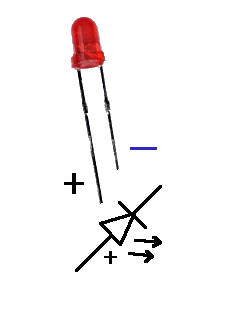 —
+
+